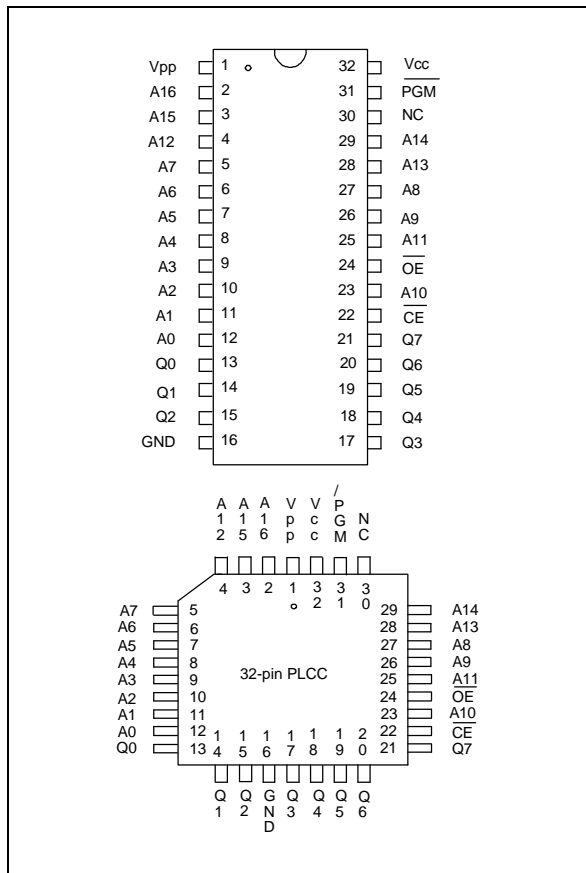 Vpp 1 32 Vcc
A16 2 31 PGM
A15 3 30 NC
A12 4 29 A14
A7 5 28 A13
A6 6 27 A8
A5 7 26 A9
A4 8 25 A11
A3 9 24 OE
A2 10 23 A10
A1 11 22 CE
A0 12 21 Q7
Q0 13 20 Q6
Q1 14 19 Q5
Q2 15 18 Q4
GND 16 17 Q3
A12 A15 A16 Vpp Vcc /PGM NC
4 3 2 1 32 31 30
A7 5 29 A14
A6 6 28 A13
A5 7 27 A8
A4 8 26 A9
A3 9 32-pin PLCC 25 A11
A2 10 24 OE
A1 11 23 A10
A0 12 22 CE
Q0 13 21 Q7
14 15 16 17 18 19 20
Q1 Q2 GND Q3 Q4 Q5 Q6